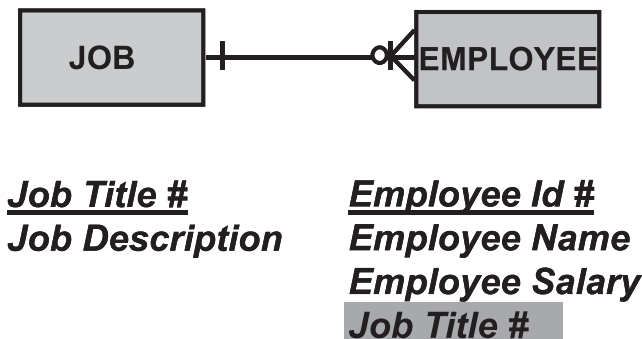 JOB
EMPLOYEE
Job Title #
Job Description
Employee Id #
Employee Name
Employee Salary
Job Title #